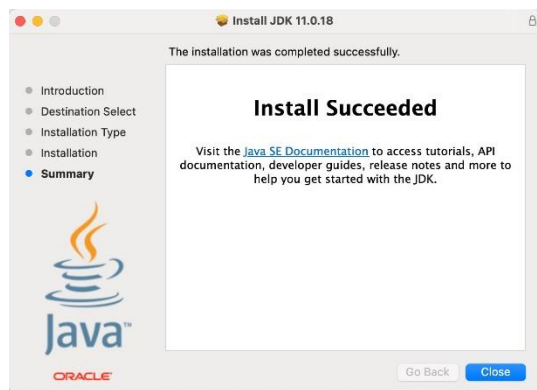 Install JDK 11.0.18
The installation was completed successfully.
Introduction
Destination Select
Installation Type
Installation
Summary
Install Succeeded
Visit the Java SE Documentation to access tutorials, API
documentation, developer guides, release notes and more to
help you get started with the JDK.
Java™
ORACLE®
Go Back
Close